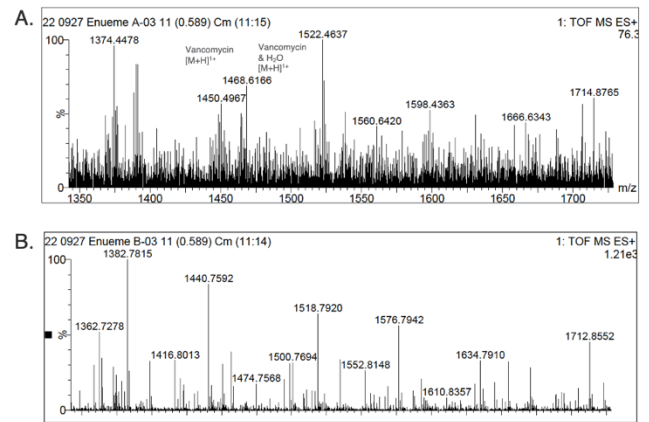 A.
22 0927 Enueme A-03 11 (0.589) Cm (11:15)
1: TOF MS ES+
76.3
100
%
0
1374.4478
Vancomycin
[M+H]¹⁺
1450.4967
Vancomycin
& H₂O
[M+H]¹⁺
1468.6166
1522.4637
1560.6420
1598.4363
1666.6343
1714.8765
1350
1400
1450
1500
1550
1600
1650
1700
m/z
B.
22 0927 Enueme B-03 11 (0.589) Cm (11:14)
1: TOF MS ES+
1.21e3
100
%
0
1362.7278
1382.7815
1416.8013
1440.7592
1474.7568
1500.7694
1518.7920
1552.8148
1576.7942
1610.8357
1634.7910
1712.8552